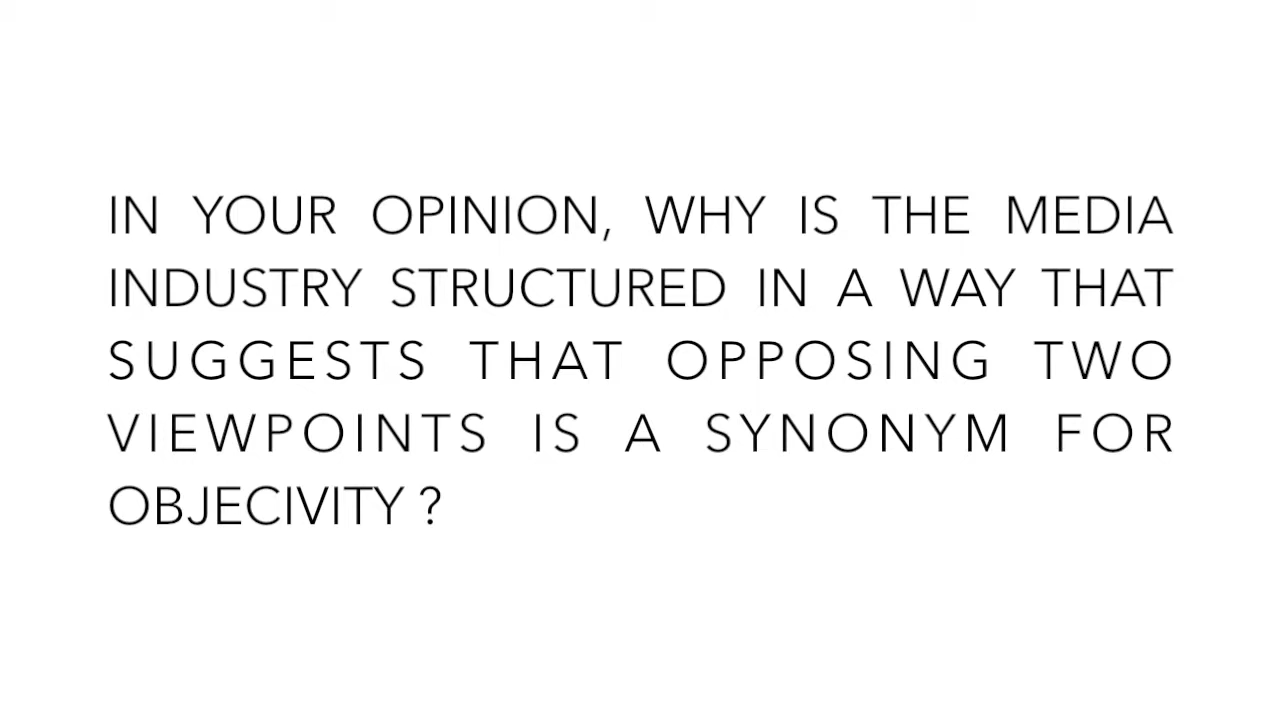 IN YOUR OPINION, WHY IS THE MEDIA
INDUSTRY STRUCTURED IN A WAY THAT
SUGGESTS THAT OPPOSING TWO
VIEWPOINTS IS A SYNONYM FOR
OBJECIVITY ?